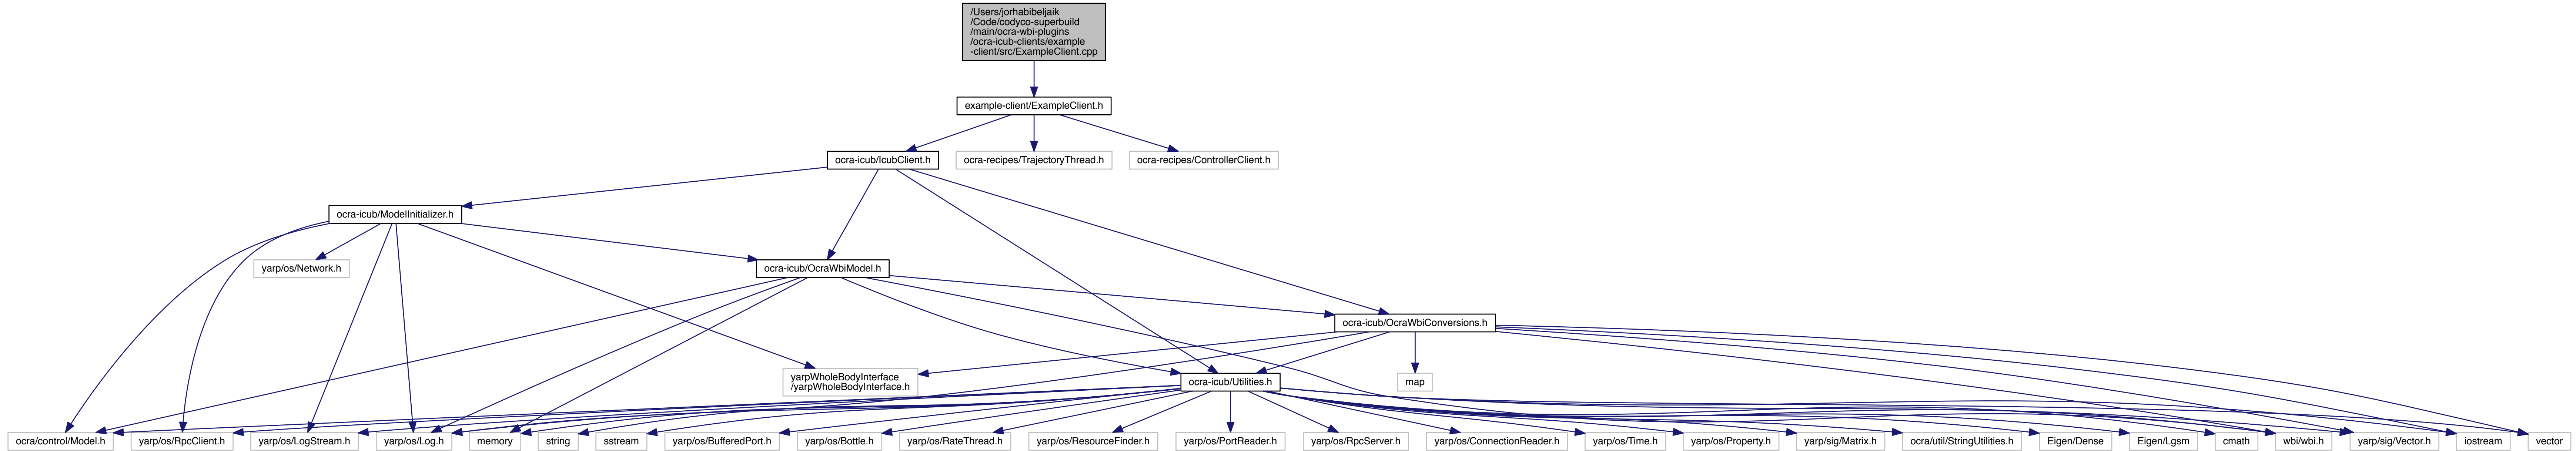 /Users/jorhabibeljaik
/Code/codyco-superbuild
/main/ocra-wbi-plugins
/ocra-icub-clients/example
-client/src/ExampleClient.cpp
example-client/ExampleClient.h
ocra-icub/IcubClient.h
ocra-recipes/TrajectoryThread.h
ocra-recipes/ControllerClient.h
ocra-icub/ModelInitializer.h
yarp/os/Network.h
ocra-icub/OcraWbiModel.h
ocra-icub/OcraWbiConversions.h
yarpWholeBodyInterface
/yarpWholeBodyInterface.h
ocra-icub/Utilities.h
map
ocra/control/Model.h
yarp/os/RpcClient.h
yarp/os/LogStream.h
yarp/os/Log.h
memory
string
sstream
yarp/os/BufferedPort.h
yarp/os/Bottle.h
yarp/os/RateThread.h
yarp/os/ResourceFinder.h
yarp/os/PortReader.h
yarp/os/RpcServer.h
yarp/os/ConnectionReader.h
yarp/os/Time.h
yarp/os/Property.h
yarp/sig/Matrix.h
ocra/util/StringUtilities.h
Eigen/Dense
Eigen/Lgsm
cmath
wbi/wbi.h
yarp/sig/Vector.h
iostream
vector